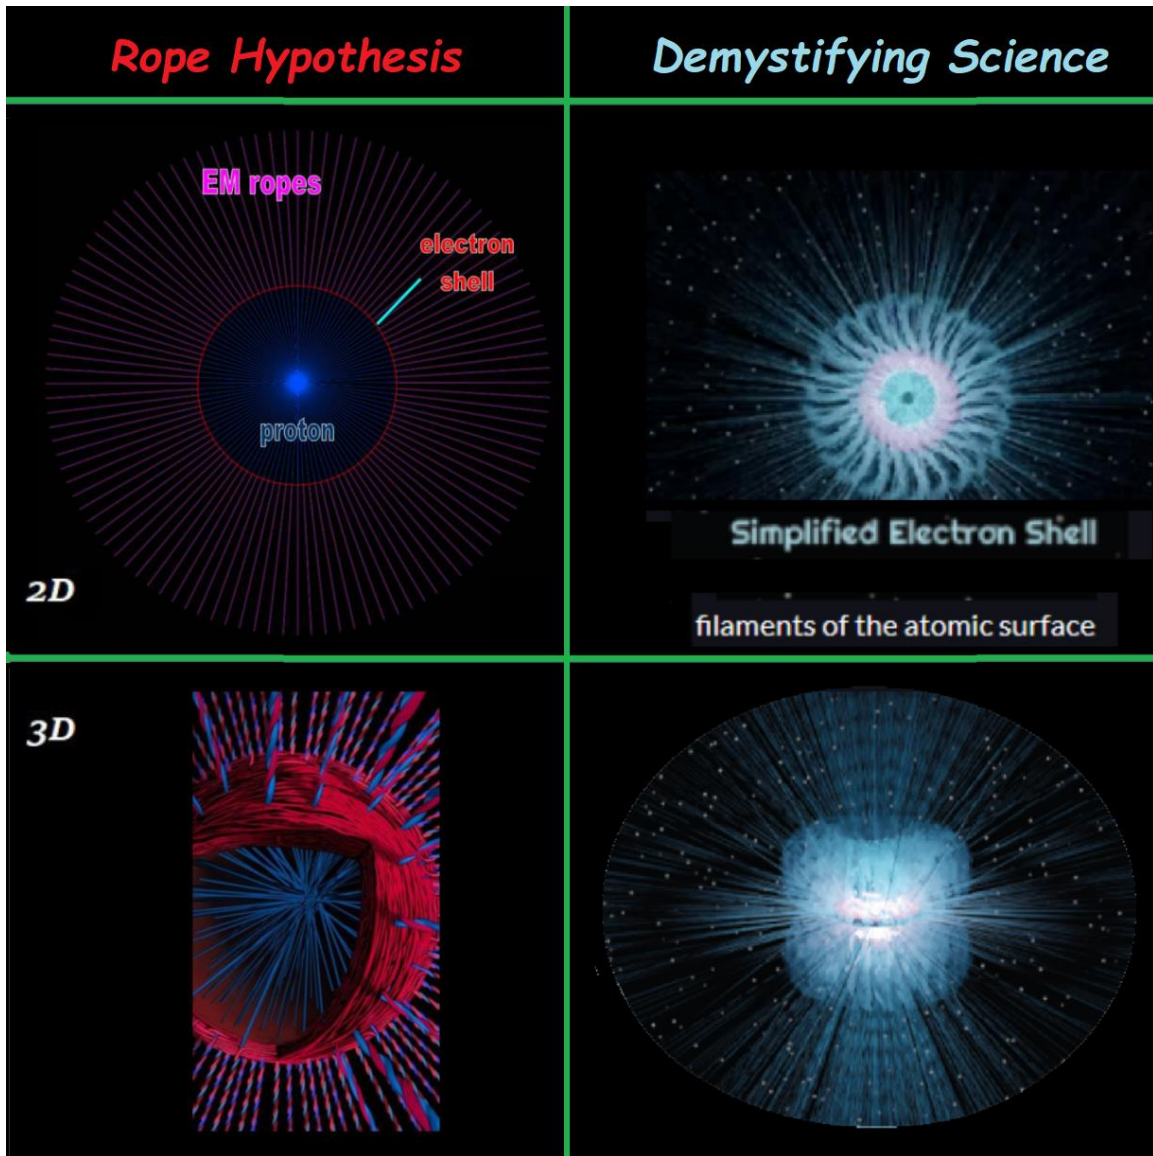 Rope Hypothesis
Demystifying Science
EM ropes
electron
shell
proton
2D
Simplified Electron Shell
filaments of the atomic surface
3D